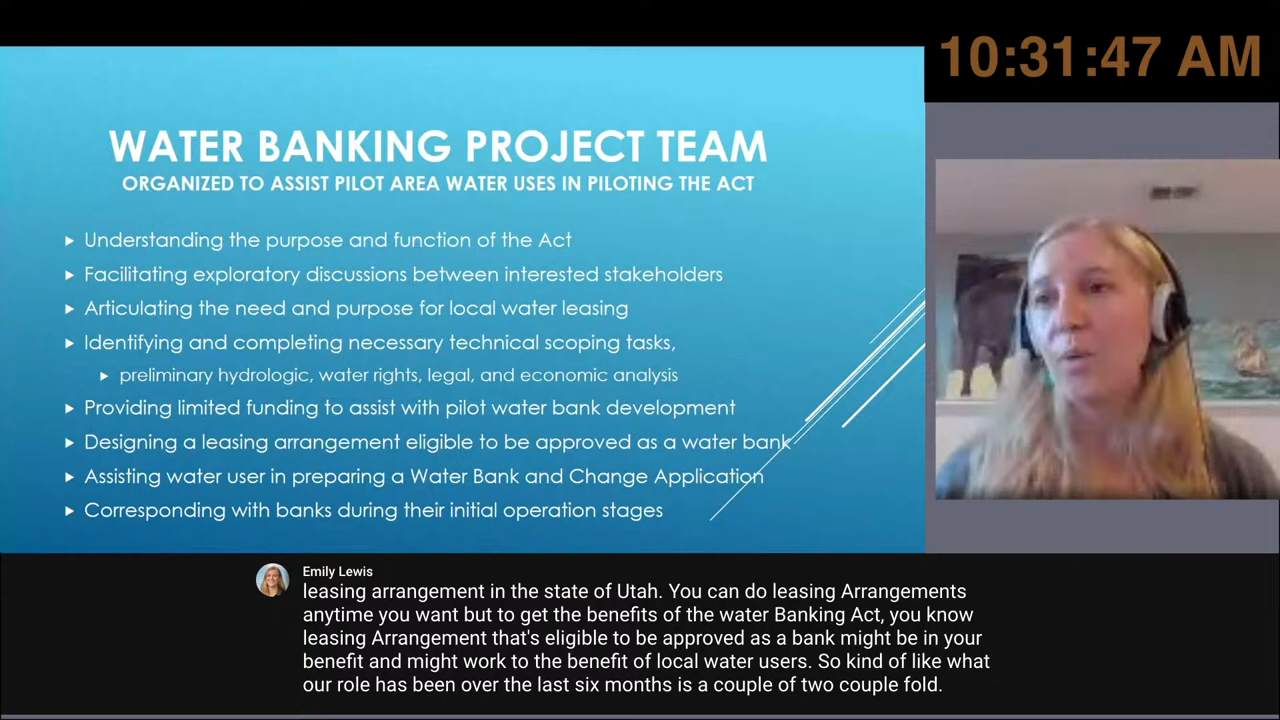 10:31:47 AM
WATER BANKING PROJECT TEAM
ORGANIZED TO ASSIST PILOT AREA WATER USES IN PILOTING THE ACT
Understanding the purpose and function of the Act
Facilitating exploratory discussions between interested stakeholders
Articulating the need and purpose for local water leasing
Identifying and completing necessary technical scoping tasks,
preliminary hydrologic, water rights, legal, and economic analysis
Providing limited funding to assist with pilot water bank development
Designing a leasing arrangement eligible to be approved as a water bank
Assisting water user in preparing a Water Bank and Change Application
Corresponding with banks during their initial operation stages
Emily Lewis
leasing arrangement in the state of Utah. You can do leasing Arrangements
anytime you want but to get the benefits of the water Banking Act, you know
leasing Arrangement that's eligible to be approved as a bank might be in your
benefit and might work to the benefit of local water users. So kind of like what
our role has been over the last six months is a couple of two couple fold.